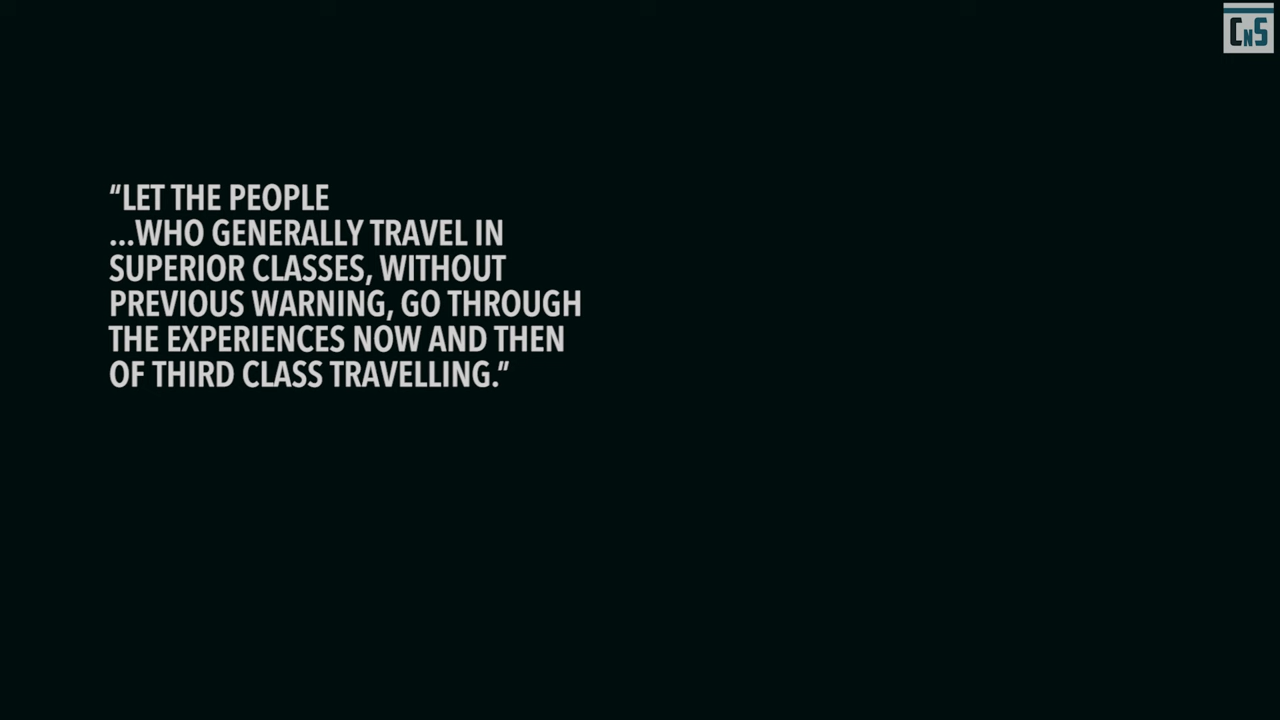 CNS
“LET THE PEOPLE
...WHO GENERALLY TRAVEL IN
SUPERIOR CLASSES, WITHOUT
PREVIOUS WARNING, GO THROUGH
THE EXPERIENCES NOW AND THEN
OF THIRD CLASS TRAVELLING.”